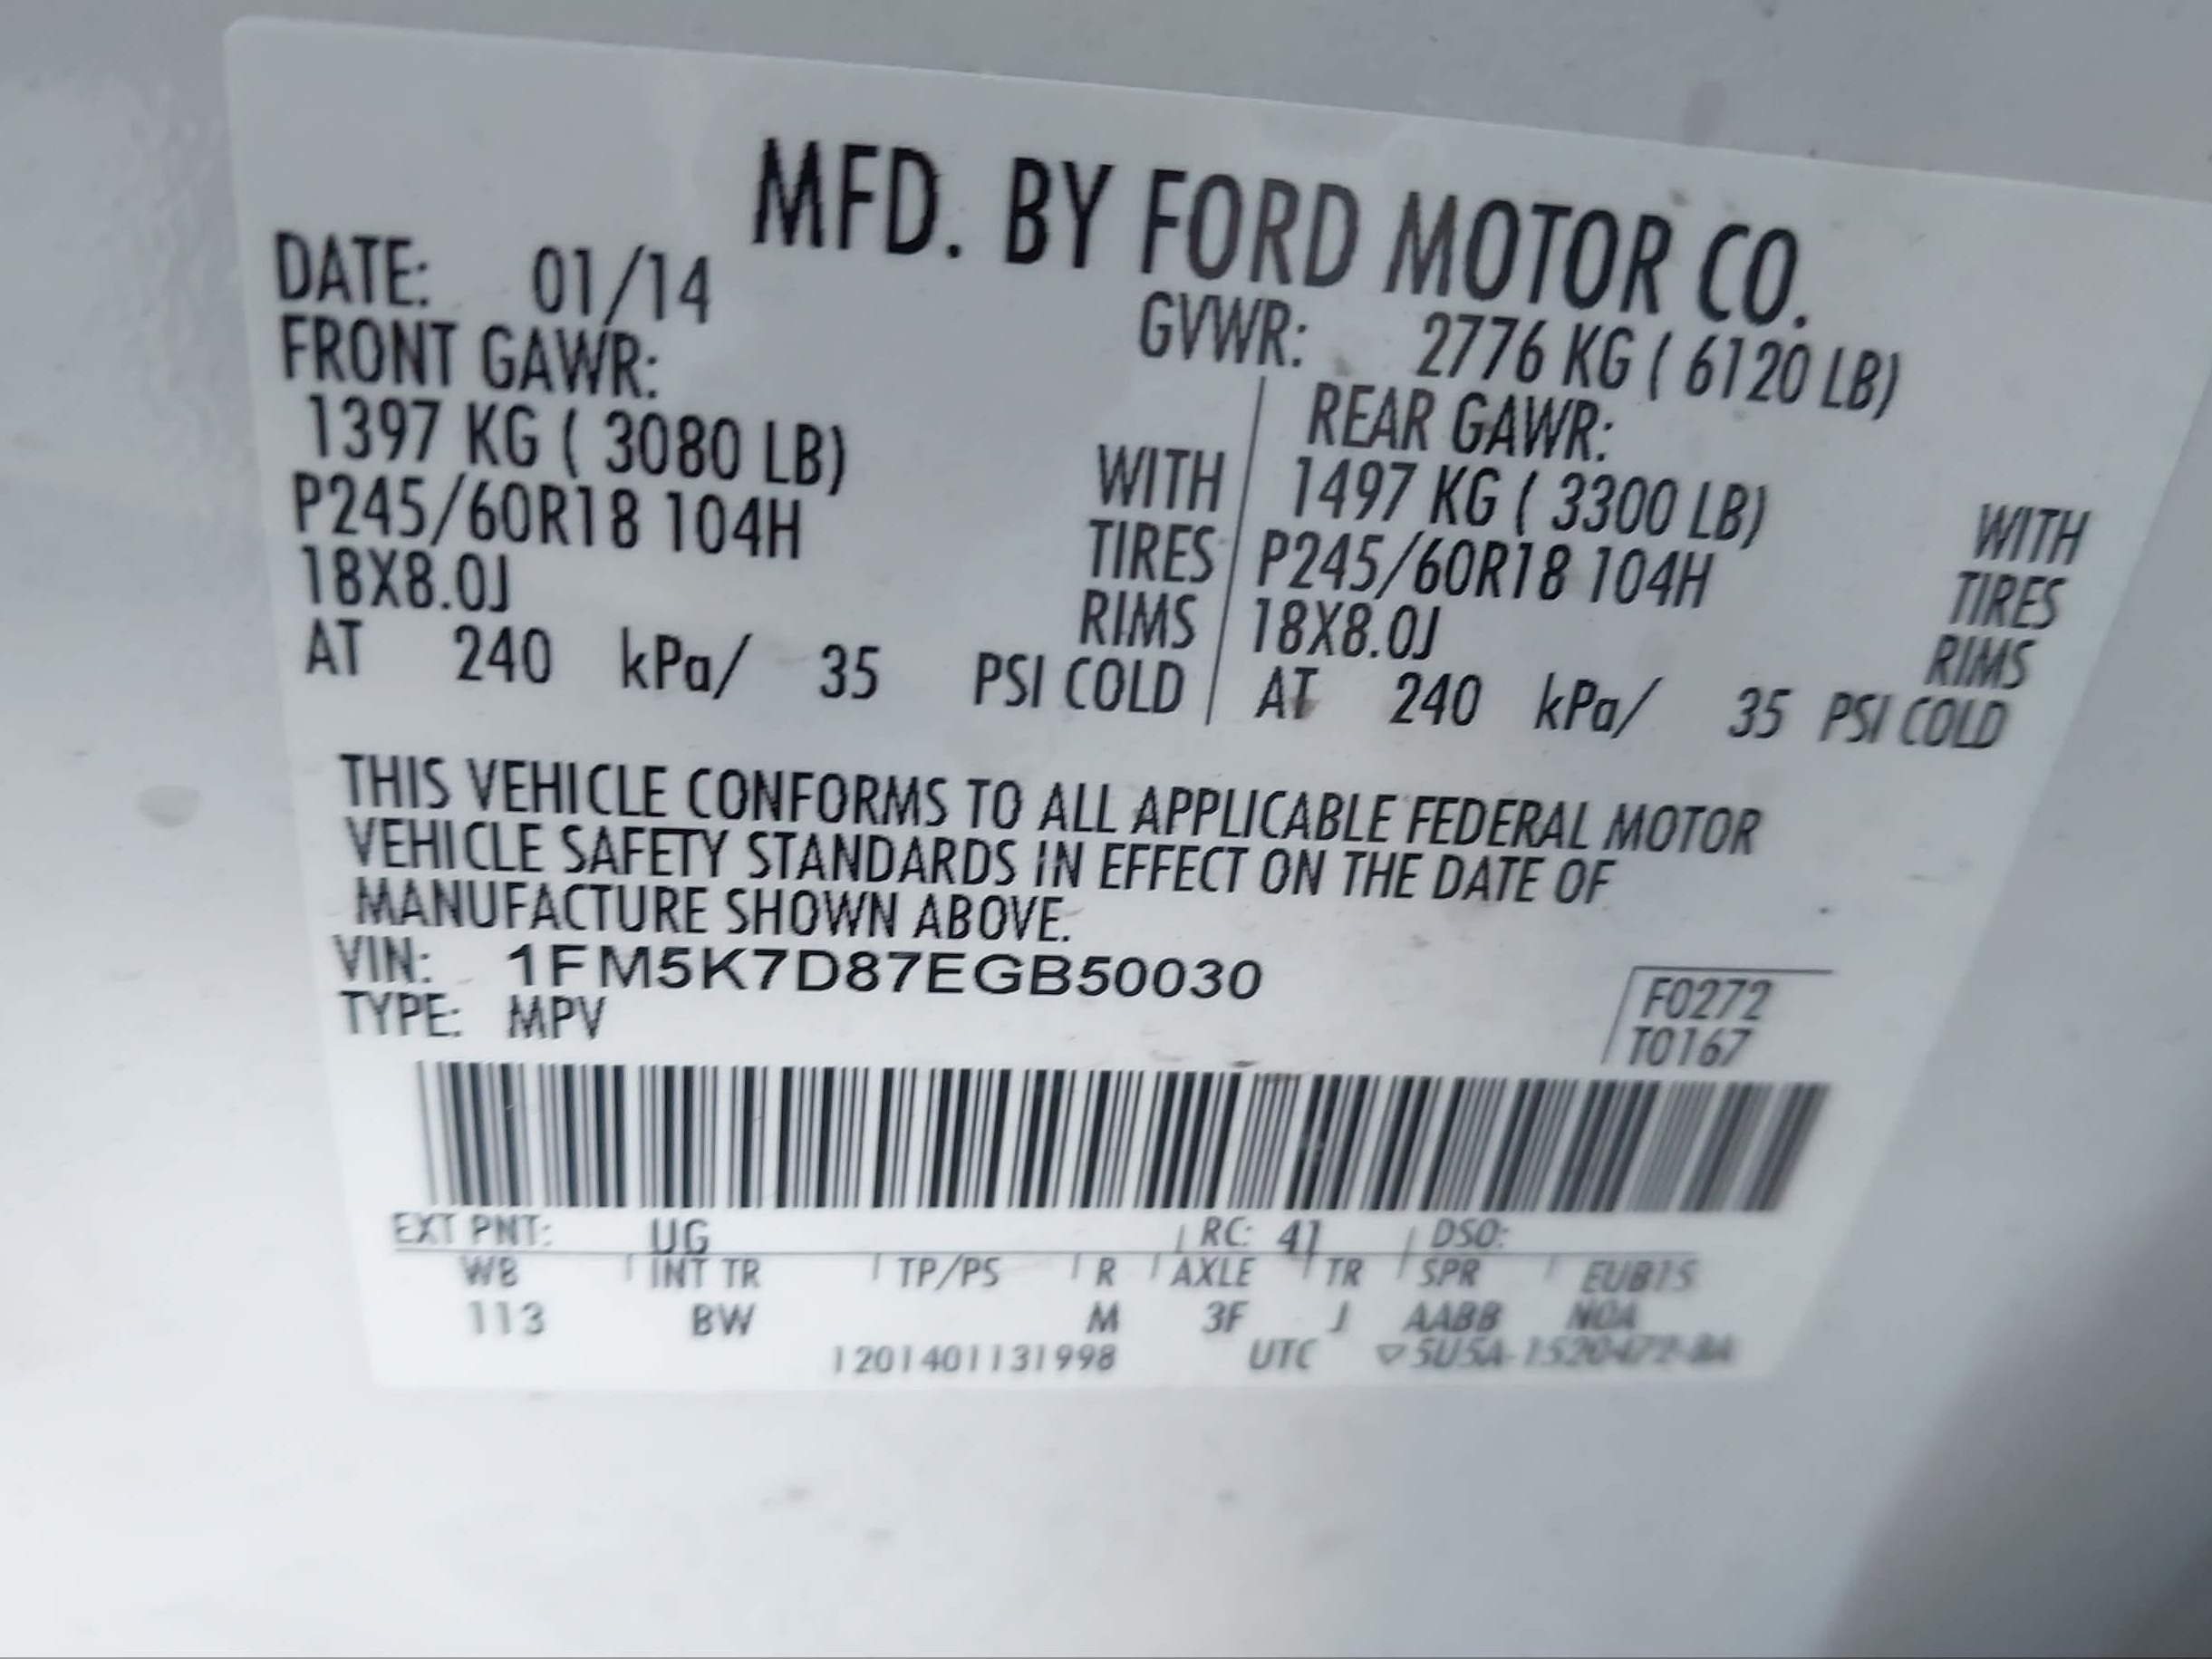 MFD. BY FORD MOTOR CO.
DATE: 01/14 GVWR: 2776 KG ( 6120 LB)
FRONT GAWR: REAR GAWR:
1397 KG ( 3080 LB) WITH 1497 KG ( 3300 LB) WITH
P245/60R18 104H TIRES P245/60R18 104H TIRES
18X8.0J RIMS 18X8.0J RIMS
AT 240 kPa/ 35 PSI COLD AT 240 kPa/ 35 PSI COLD
THIS VEHICLE CONFORMS TO ALL APPLICABLE FEDERAL MOTOR
VEHICLE SAFETY STANDARDS IN EFFECT ON THE DATE OF
MANUFACTURE SHOWN ABOVE.
VIN: 1FM5K7D87EGB50030 F0272
TYPE: MPV T0167
EXT PNT: UG RC: 41 DSO:
WB INT TR TP/PS R AXLE TR SPR EUB15
113 BW M 3F J AABB NOA
1201401131998 UTC